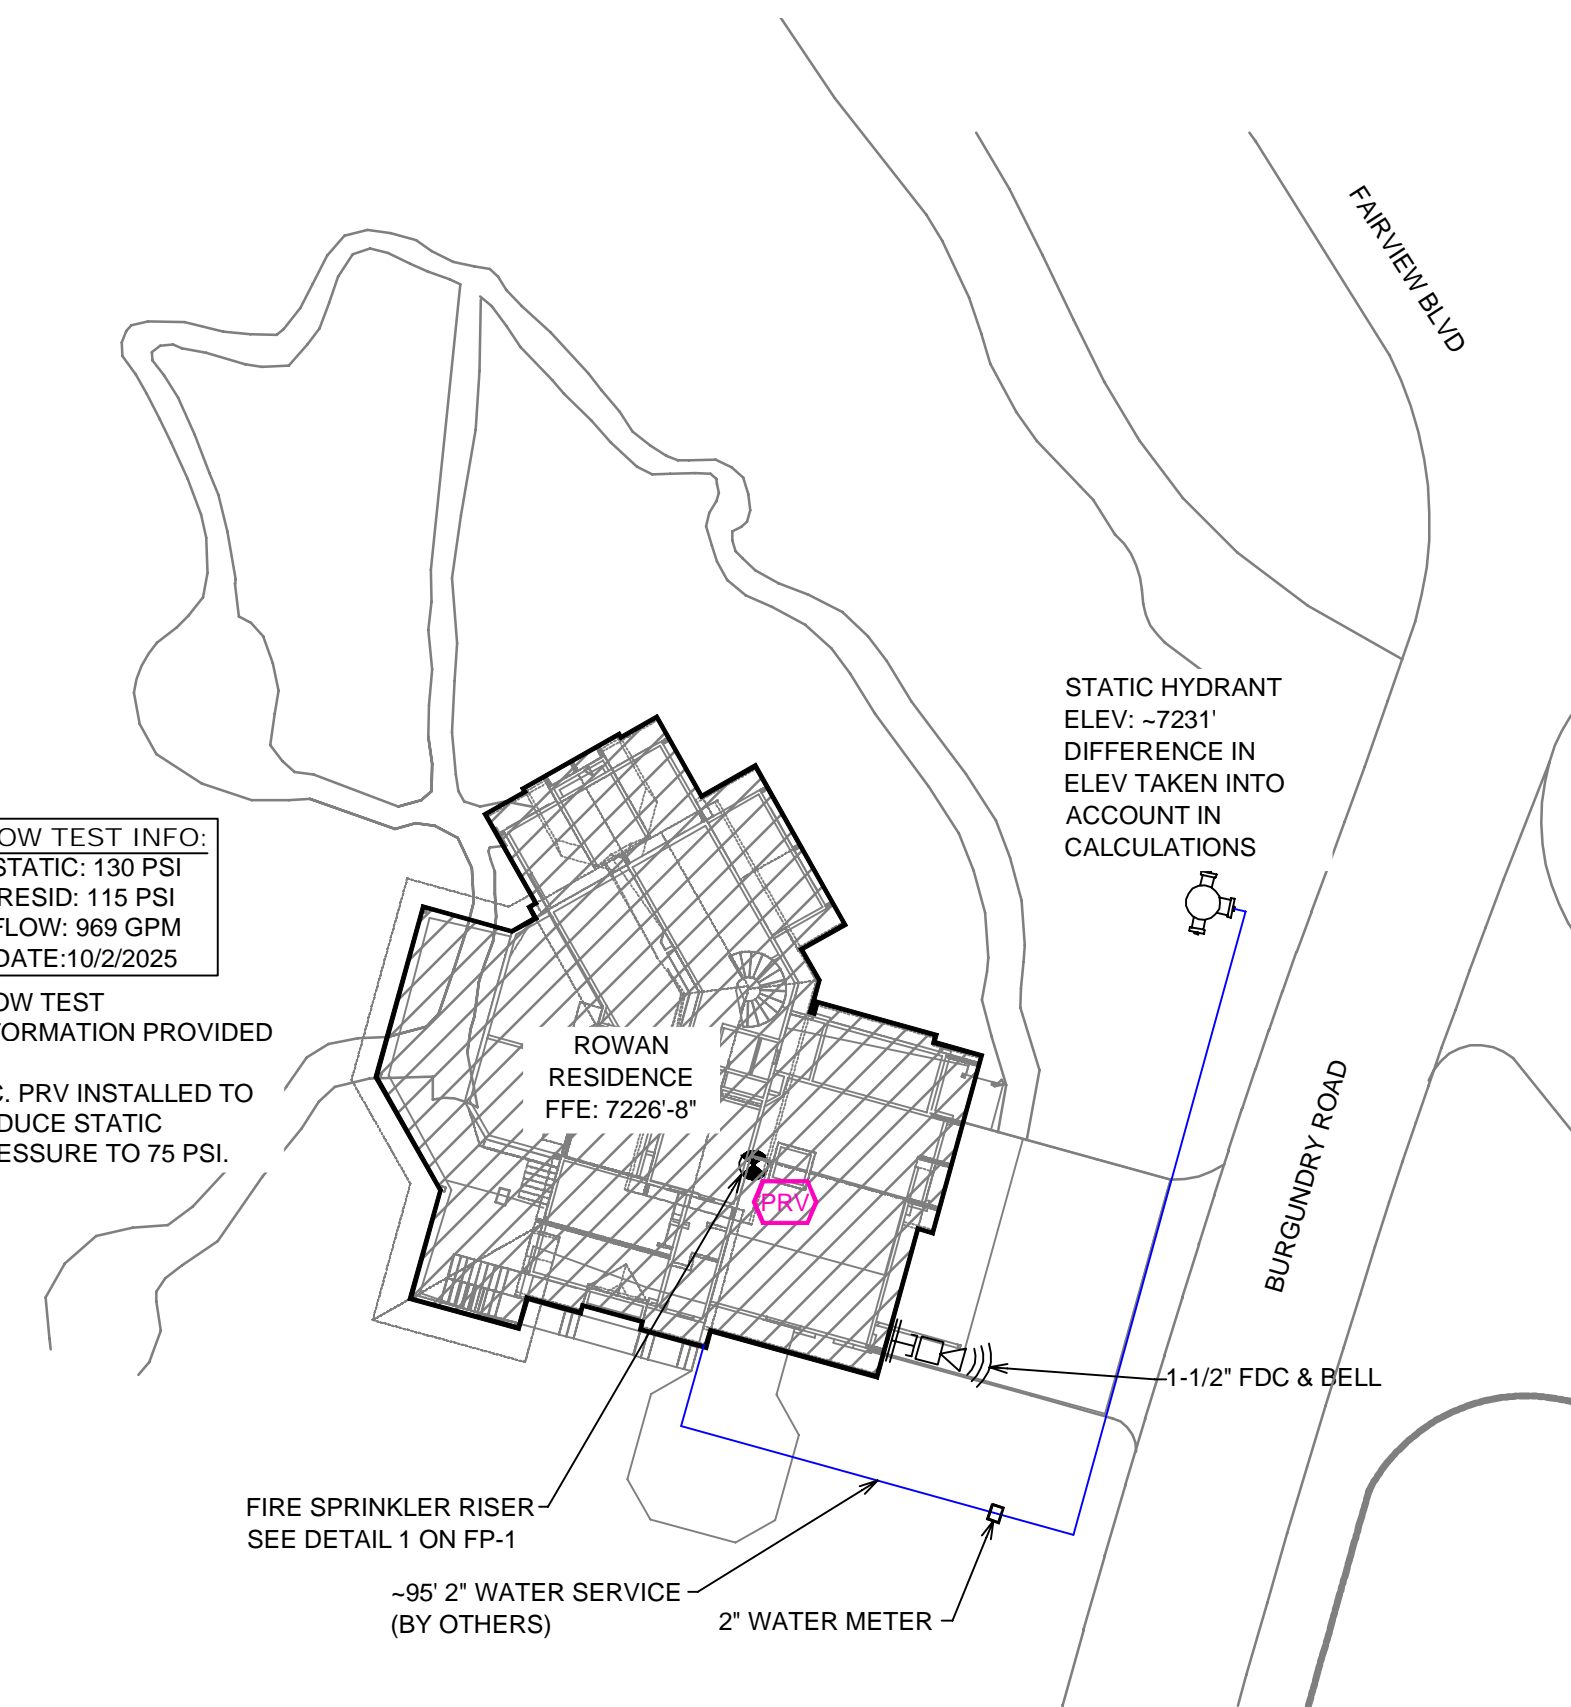 FAIRVIEW BLVD
STATIC HYDRANT
ELEV: ~7231'
DIFFERENCE IN
ELEV TAKEN INTO
ACCOUNT IN
CALCULATIONS
OW TEST INFO:
STATIC: 130 PSI
RESID: 115 PSI
FLOW: 969 GPM
DATE:10/2/2025
OW TEST
FORMATION PROVIDED
C. PRV INSTALLED TO
DUCE STATIC
ESSURE TO 75 PSI.
ROWAN
RESIDENCE
FFE: 7226'-8"
PRV
BURGUNDRY ROAD
1-1/2" FDC & BELL
FIRE SPRINKLER RISER
SEE DETAIL 1 ON FP-1
~95' 2" WATER SERVICE
(BY OTHERS)
2" WATER METER